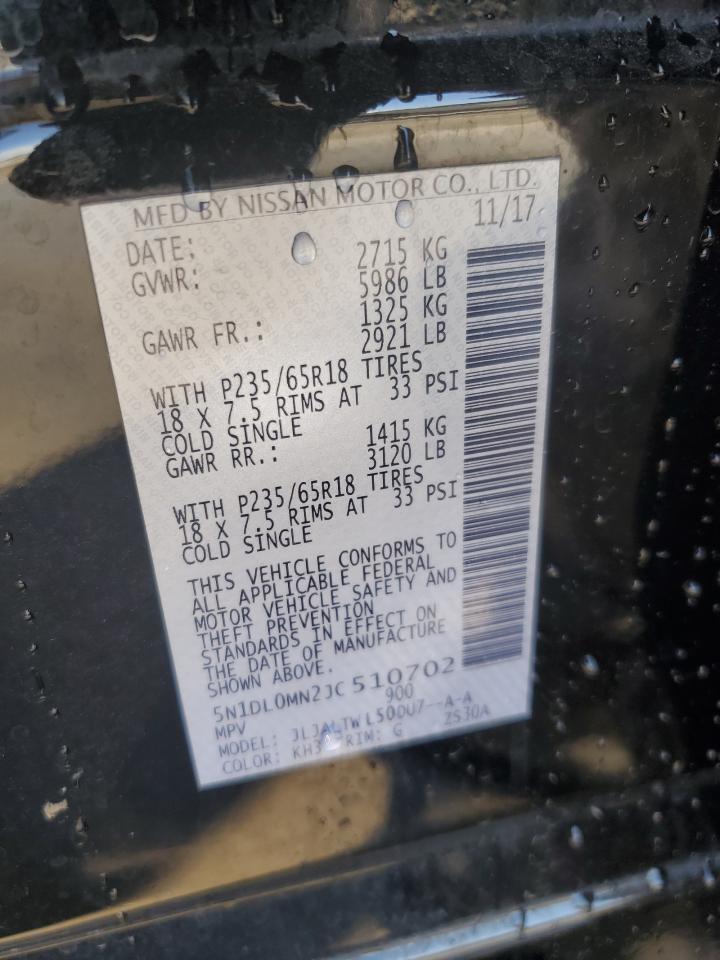 MFD BY NISSAN MOTOR CO., LTD.
DATE: 11/17
GVWR: 2715 KG
5986 LB
GAWR FR.: 1325 KG
2921 LB
WITH P235/65R18 TIRES
18 X 7.5 RIMS AT 33 PSI
COLD SINGLE
GAWR RR.: 1415 KG
3120 LB
WITH P235/65R18 TIRES
18 X 7.5 RIMS AT 33 PSI
COLD SINGLE
THIS VEHICLE CONFORMS TO
ALL APPLICABLE FEDERAL
MOTOR VEHICLE SAFETY AND
THEFT PREVENTION
STANDARDS IN EFFECT ON
THE DATE OF MANUFACTURE
SHOWN ABOVE.
5N1DL0MN2JC510702
MPV 900
MODEL: A-A
COLOR: TRIM: G ZS30A